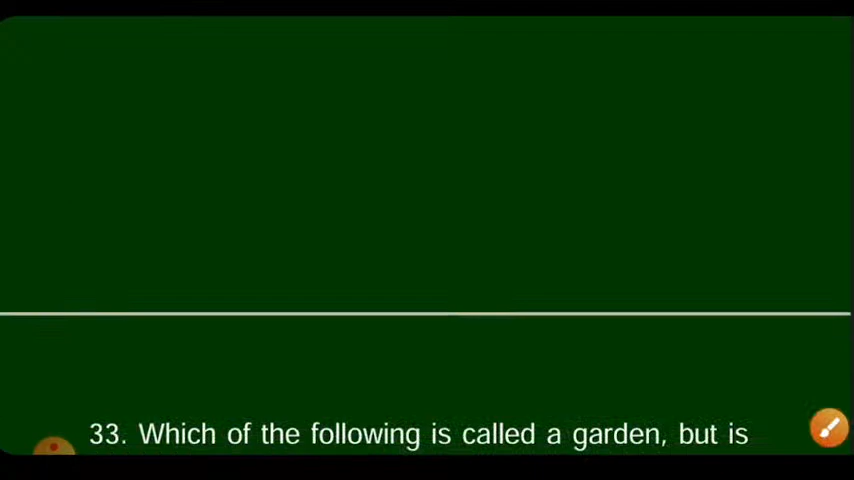 33. Which of the following is called a garden, but is